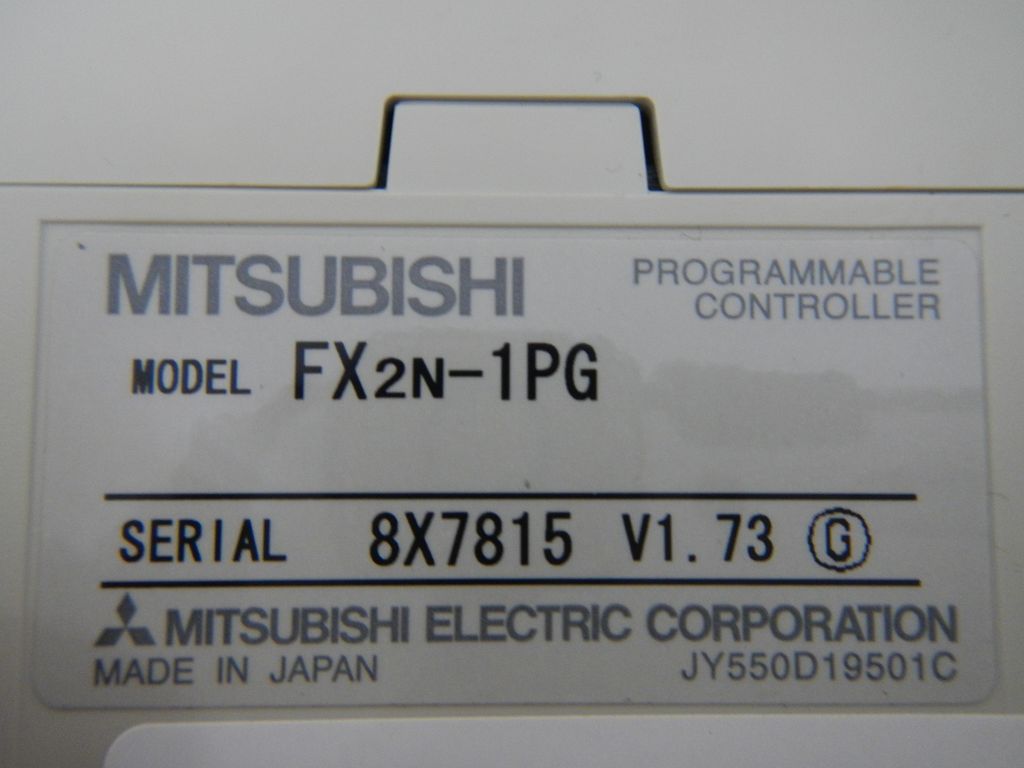 MITSUBISHI
PROGRAMMABLE
CONTROLLER
MODEL FX2N-1PG
SERIAL 8X7815 V1.73 Ⓖ
MITSUBISHI ELECTRIC CORPORATION
MADE IN JAPAN JY550D19501C